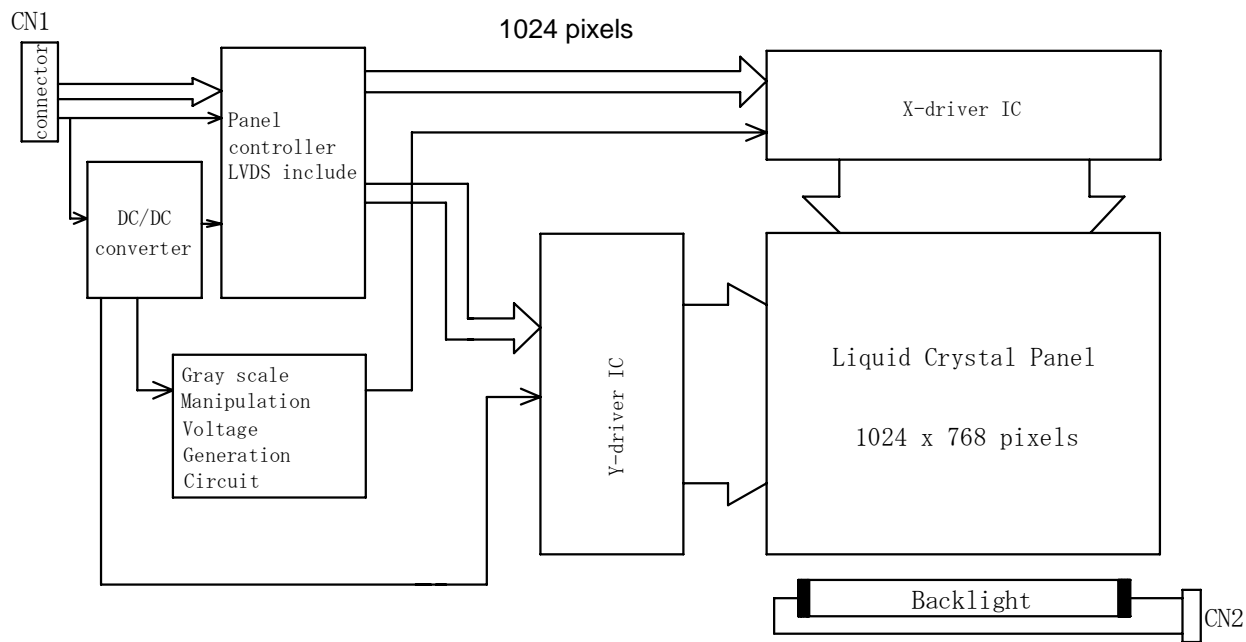 CN1
1024 pixels
connector
Panel
controller
LVDS include
X-driver IC
DC/DC
converter
Gray scale
Manipulation
Voltage
Generation
Circuit
Y-driver IC
Liquid Crystal Panel
1024 x 768 pixels
Backlight
CN2